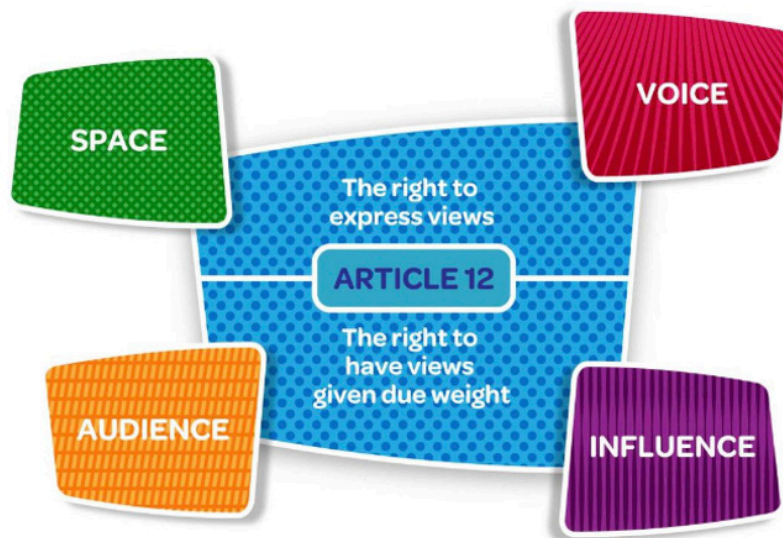 SPACE
VOICE
The right to
express views
ARTICLE 12
The right to
have views
given due weight
AUDIENCE
INFLUENCE